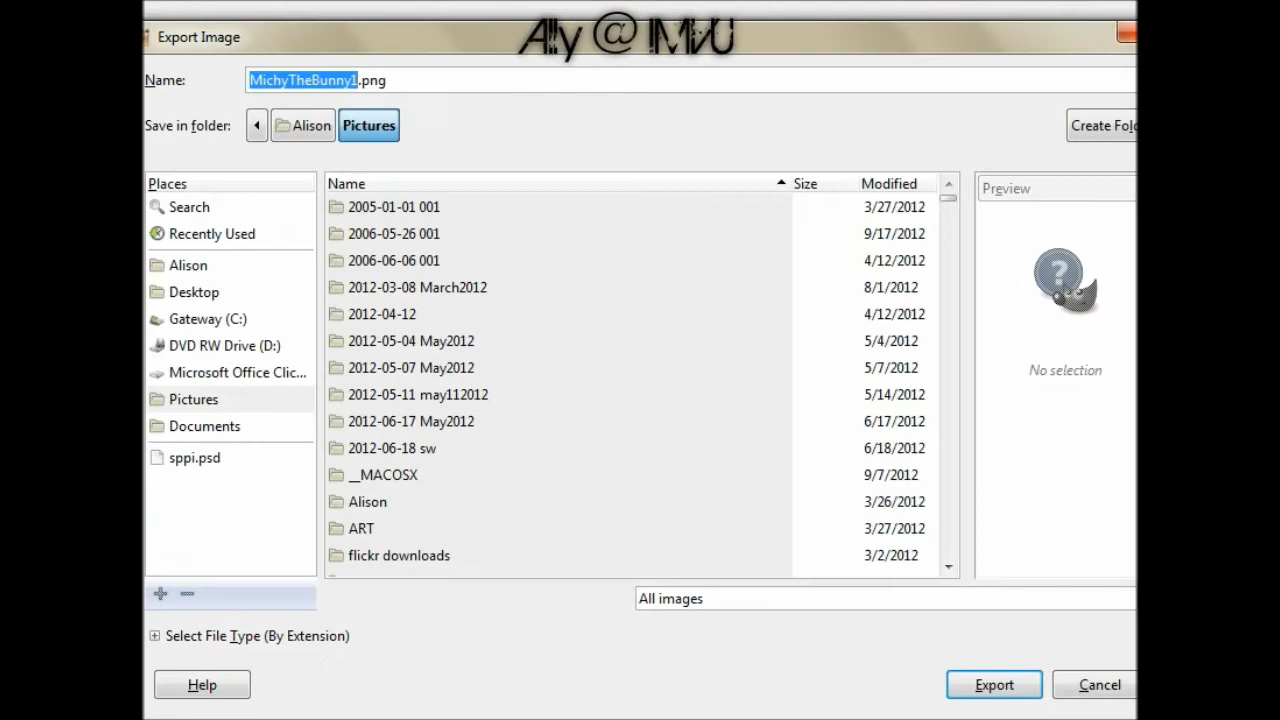 Ally @ IMVU
Export Image
Name: MichyTheBunny1.png
Save in folder: Alison Pictures Create Fol
Places
Search
Recently Used
Alison
Desktop
Gateway (C:)
DVD RW Drive (D:)
Microsoft Office Clic...
Pictures
Documents
sppi.psd
Name Size Modified
2005-01-01 001 3/27/2012
2006-05-26 001 9/17/2012
2006-06-06 001 4/12/2012
2012-03-08 March2012 8/1/2012
2012-04-12 4/12/2012
2012-05-04 May2012 5/4/2012
2012-05-07 May2012 5/7/2012
2012-05-11 may112012 5/14/2012
2012-06-17 May2012 6/17/2012
2012-06-18 sw 6/18/2012
__MACOSX 9/7/2012
Alison 3/26/2012
ART 3/27/2012
flickr downloads 3/2/2012
Preview
?
No selection
All images
Select File Type (By Extension)
Help
Export
Cancel